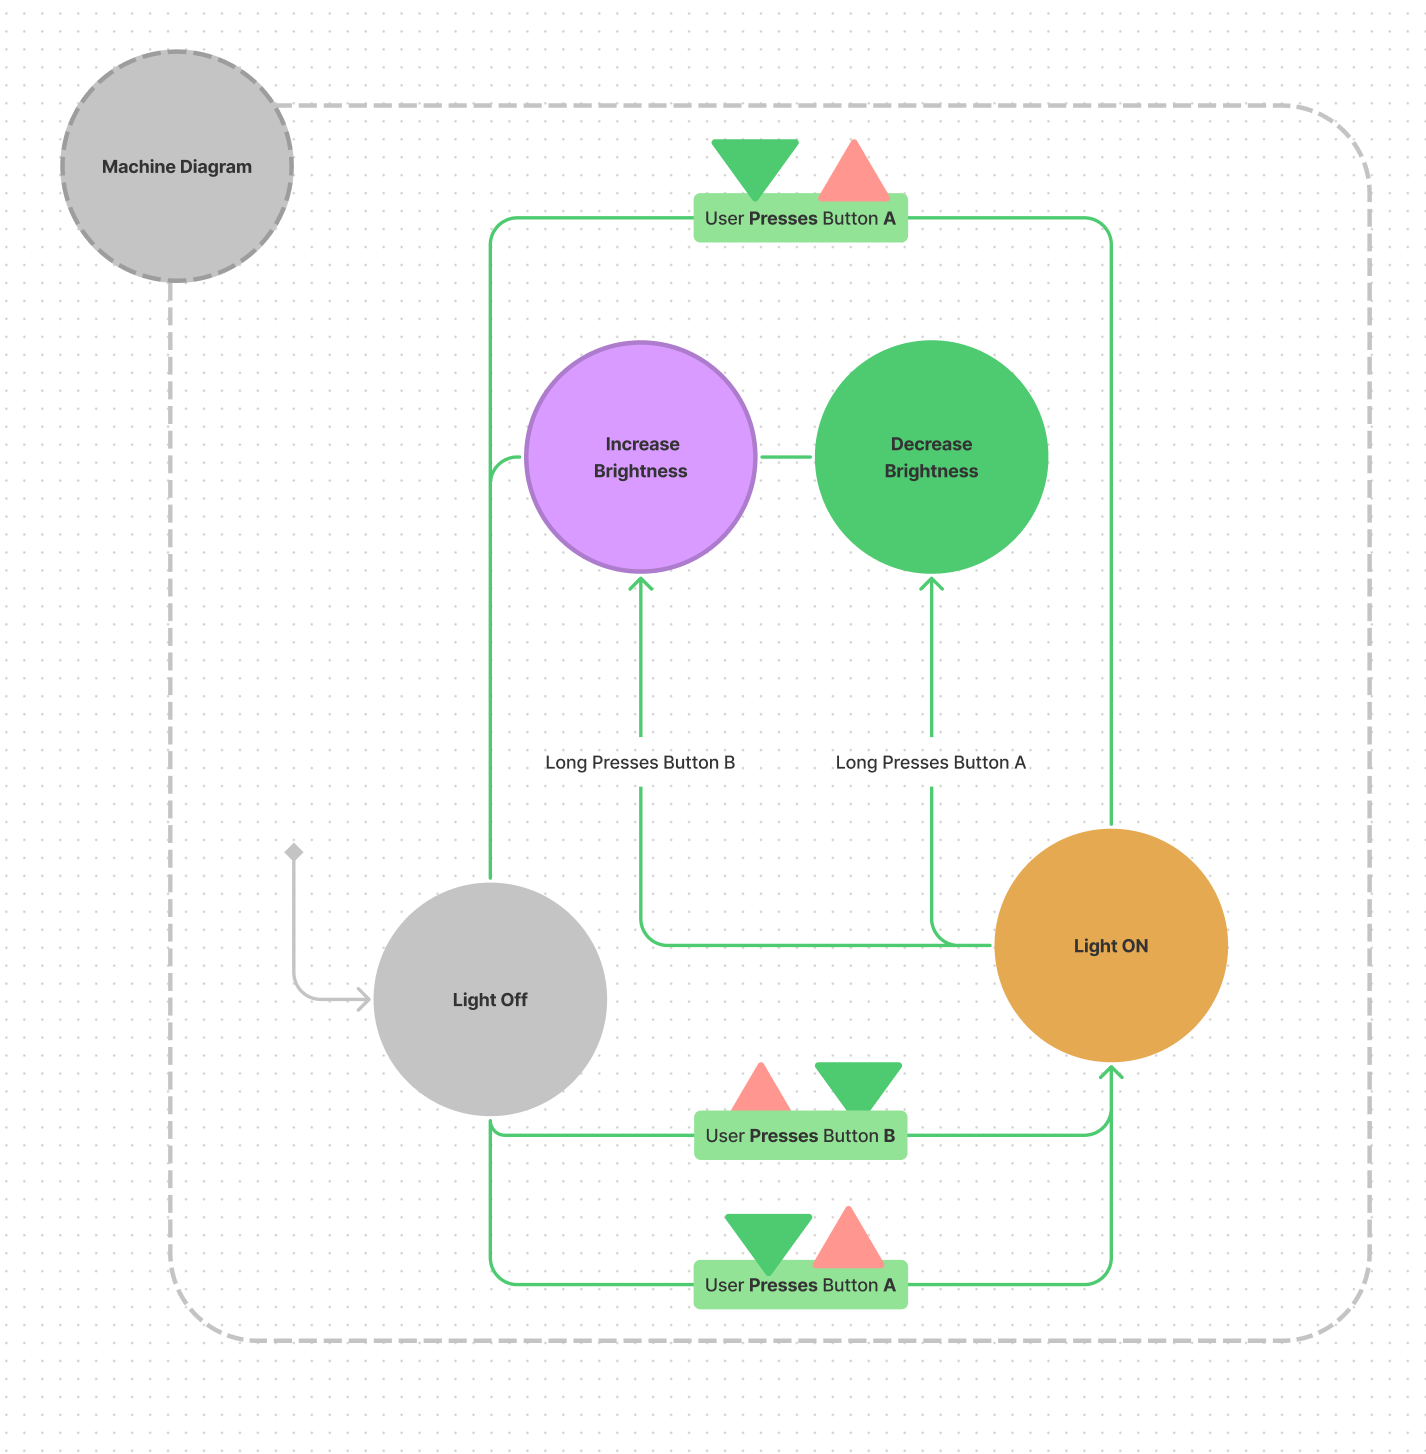 Machine Diagram
User Presses Button A
Increase
Brightness
Decrease
Brightness
Long Presses Button B
Long Presses Button A
Light ON
Light Off
User Presses Button B
User Presses Button A